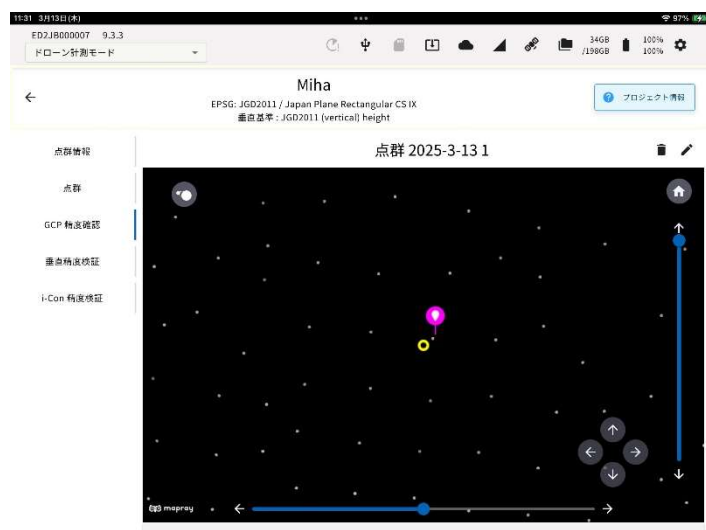 11:31 3月13日(木)
97%
ED2JB000007 9.3.3
ドローン計測モード
34GB
/198GB
100%
100%
Miha
EPSG: JGD2011 / Japan Plane Rectangular CS IX
垂直基準 : JGD2011 (vertical) height
プロジェクト情報
点群情報
点群 2025-3-13 1
点群
GCP 精度確認
垂直精度検証
i-Con 精度検証
mapray